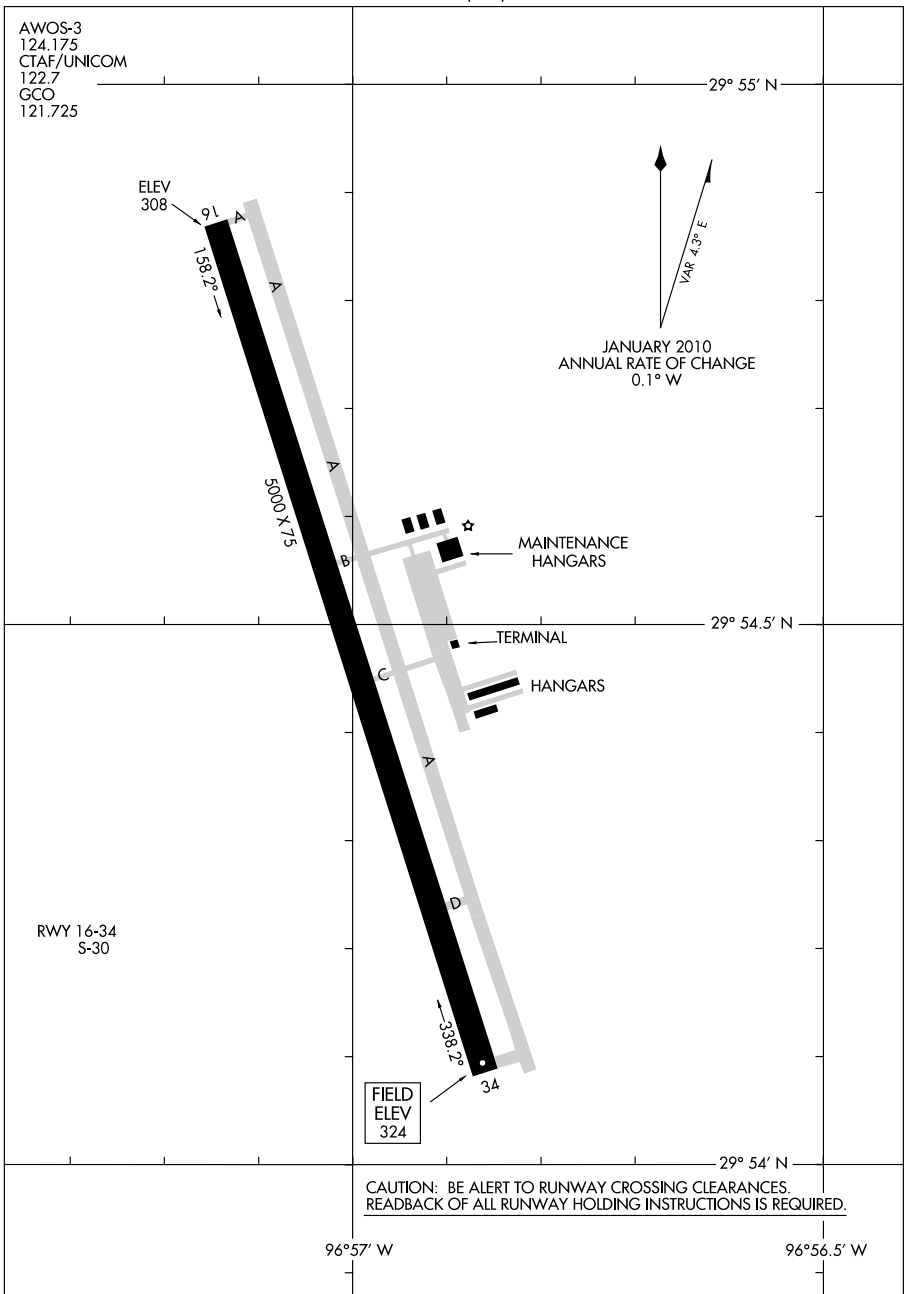 AWOS-3
124.175
CTAF/UNICOM
122.7
GCO
121.725
29° 55' N
ELEV
308
16
A
158.2°
A
VAR 4.3° E
JANUARY 2010
ANNUAL RATE OF CHANGE
0.1° W
A
5000 X 75
B
MAINTENANCE
HANGARS
29° 54.5' N
TERMINAL
C
HANGARS
A
D
RWY 16-34
S-30
338.2°
34
FIELD
ELEV
324
29° 54' N
CAUTION: BE ALERT TO RUNWAY CROSSING CLEARANCES.
READBACK OF ALL RUNWAY HOLDING INSTRUCTIONS IS REQUIRED.
96°57' W
96°56.5' W